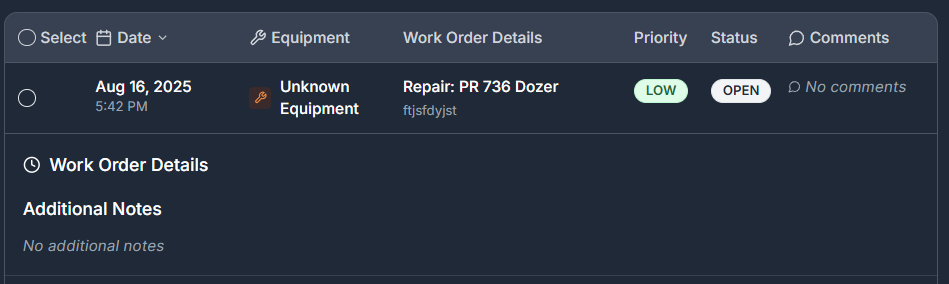 Select Date Equipment Work Order Details Priority Status Comments
Aug 16, 2025
5:42 PM
Unknown
Equipment
Repair: PR 736 Dozer
ftjsfdyjst
LOW
OPEN
No comments
Work Order Details
Additional Notes
No additional notes